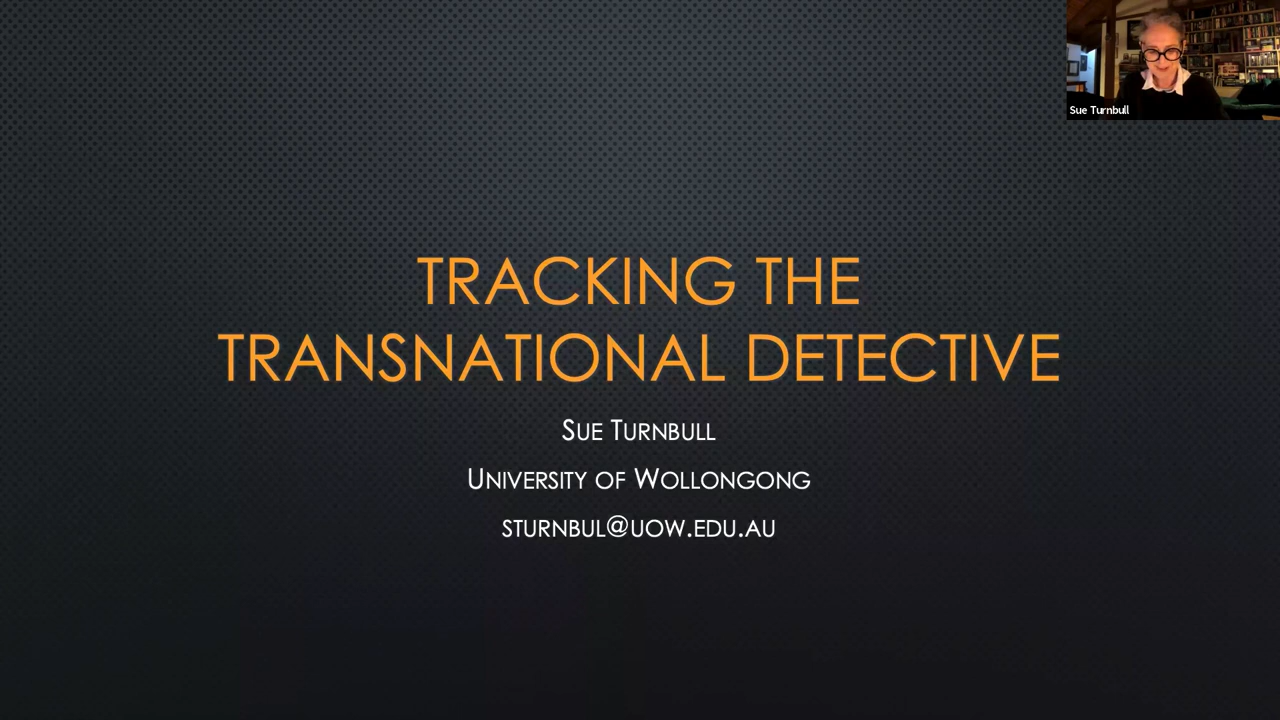 Sue Turnbull
TRACKING THE
TRANSNATIONAL DETECTIVE
SUE TURNBULL
UNIVERSITY OF WOLLONGONG
STURNBUL@UOW.EDU.AU